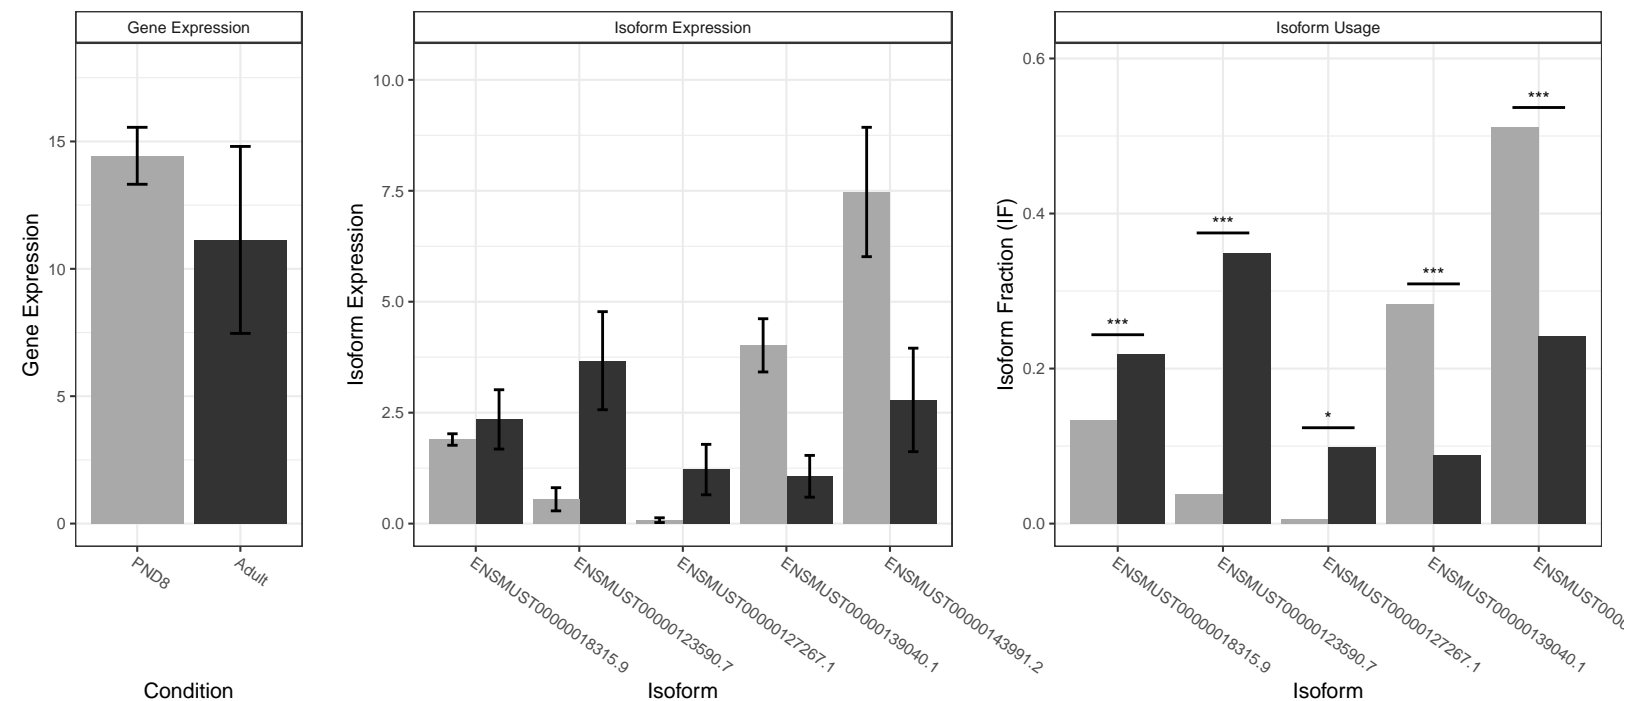 Gene Expression
Gene Expression
15
10
5
0
PND8
Adult
Condition
Isoform Expression
Isoform Expression
10.0
7.5
5.0
2.5
0.0
ENSMUST00000018315.9
ENSMUST00000123590.7
ENSMUST00000127267.1
ENSMUST00000139040.1
ENSMUST00000143991.2
Isoform
Isoform Usage
Isoform Fraction (IF)
0.6
0.4
0.2
0.0
***
***
*
***
***
ENSMUST00000018315.9
ENSMUST00000123590.7
ENSMUST00000127267.1
ENSMUST00000139040.1
Isoform